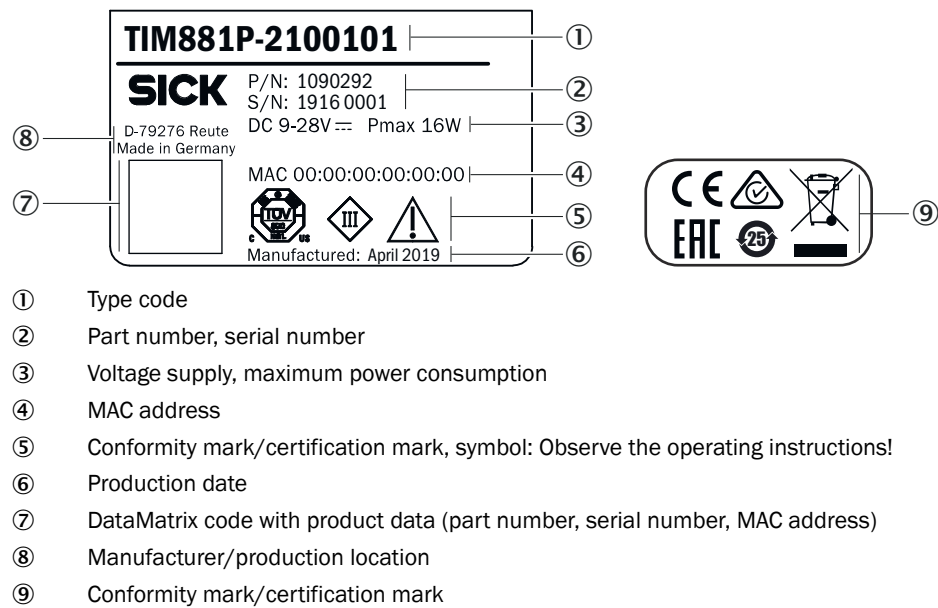 TIM881P-2100101
①
SICK
P/N: 1090292
S/N: 1916 0001
②
DC 9-28V ⎓ Pmax 16W
③
⑧
D-79276 Reute
Made in Germany
⑦
MAC 00:00:00:00:00:00
④
TÜV
C US
III
⑤
Manufactured: April 2019
⑥
CE
EAC
25
⑨
① Type code
② Part number, serial number
③ Voltage supply, maximum power consumption
④ MAC address
⑤ Conformity mark/certification mark, symbol: Observe the operating instructions!
⑥ Production date
⑦ DataMatrix code with product data (part number, serial number, MAC address)
⑧ Manufacturer/production location
⑨ Conformity mark/certification mark